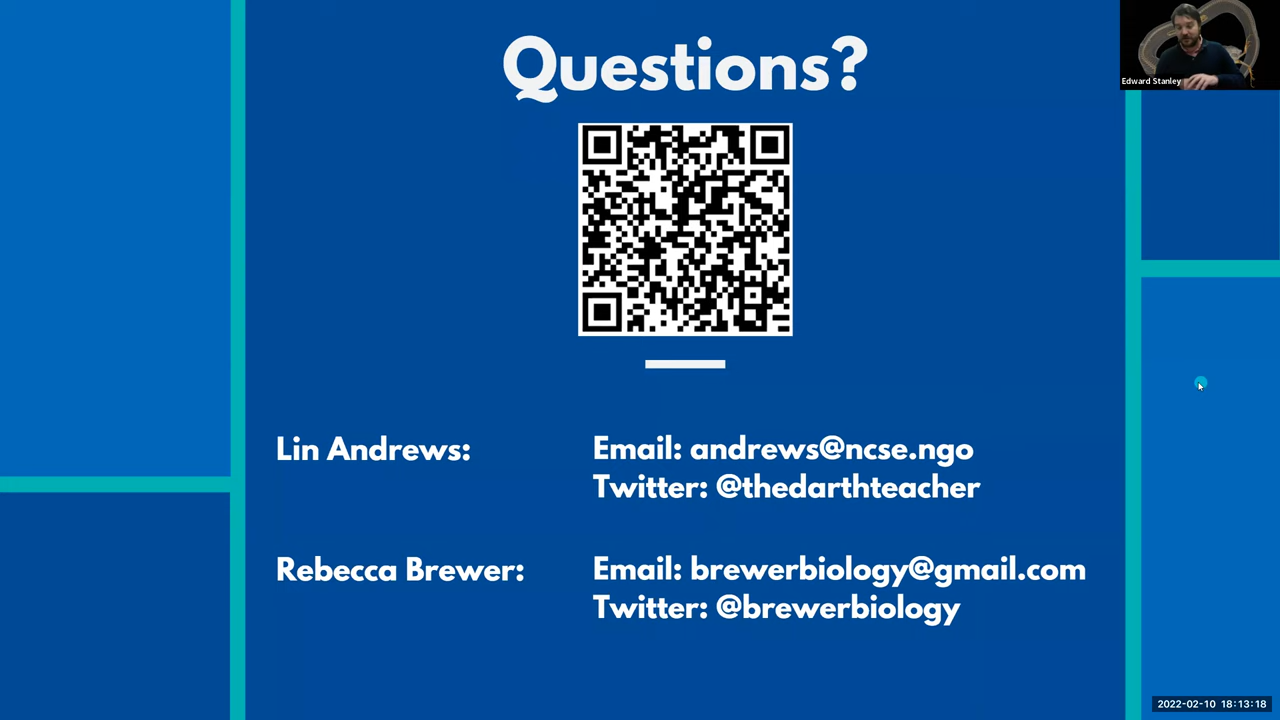 Questions?
Edward Stanley
Lin Andrews:
Email: andrews@ncse.ngo
Twitter: @thedarthteacher
Rebecca Brewer:
Email: brewerbiology@gmail.com
Twitter: @brewerbiology
2022-02-10 18:13:18